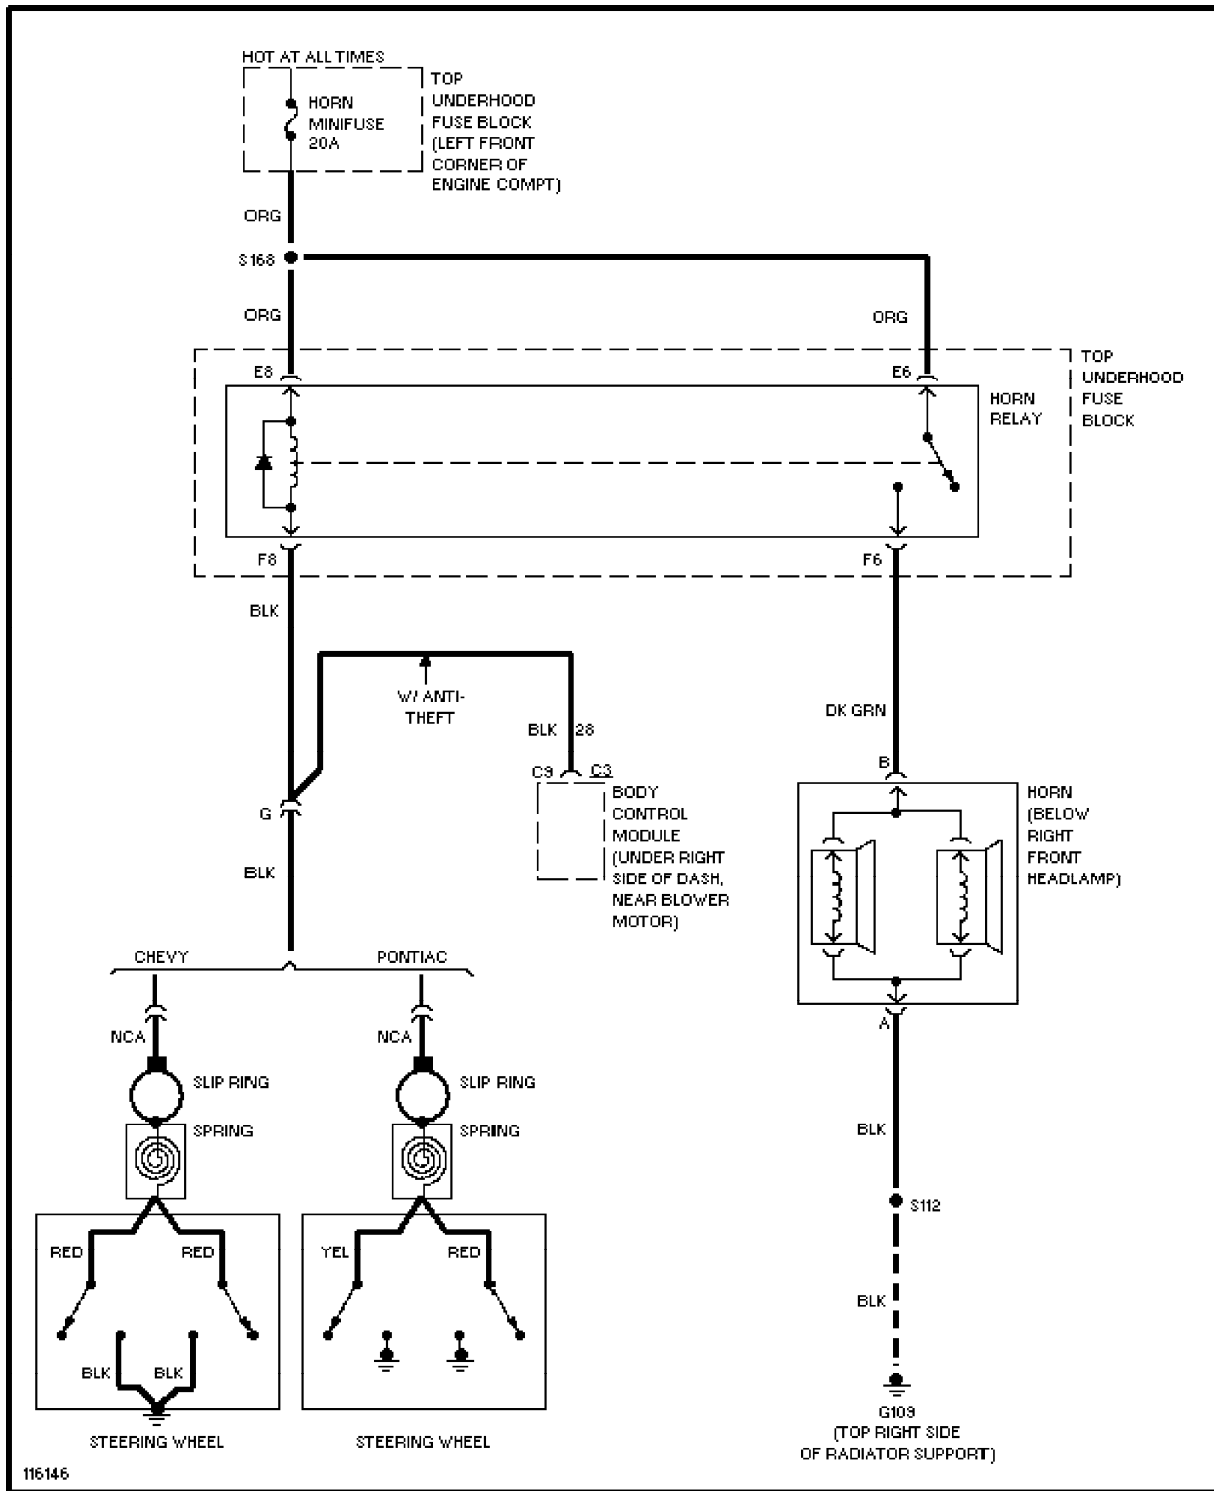 HOT AT ALL TIMES
HORN
MINIFUSE
20A
TOP
UNDERHOOD
FUSE BLOCK
(LEFT FRONT
CORNER OF
ENGINE COMPT)
ORG
S168
ORG
ORG
E8
E6
TOP
UNDERHOOD
FUSE
BLOCK
HORN
RELAY
F8
F6
BLK
W/ ANTI-
THEFT
BLK
28
DK GRN
C9
C3
B
BODY
CONTROL
MODULE
(UNDER RIGHT
SIDE OF DASH,
NEAR BLOWER
MOTOR)
HORN
(BELOW
RIGHT
FRONT
HEADLAMP)
G
BLK
CHEVY
PONTIAC
NCA
NCA
A
SLIP RING
SLIP RING
SPRING
SPRING
BLK
S112
RED
RED
YEL
RED
BLK
BLK
BLK
G109
(TOP RIGHT SIDE
OF RADIATOR SUPPORT)
STEERING WHEEL
STEERING WHEEL
116146